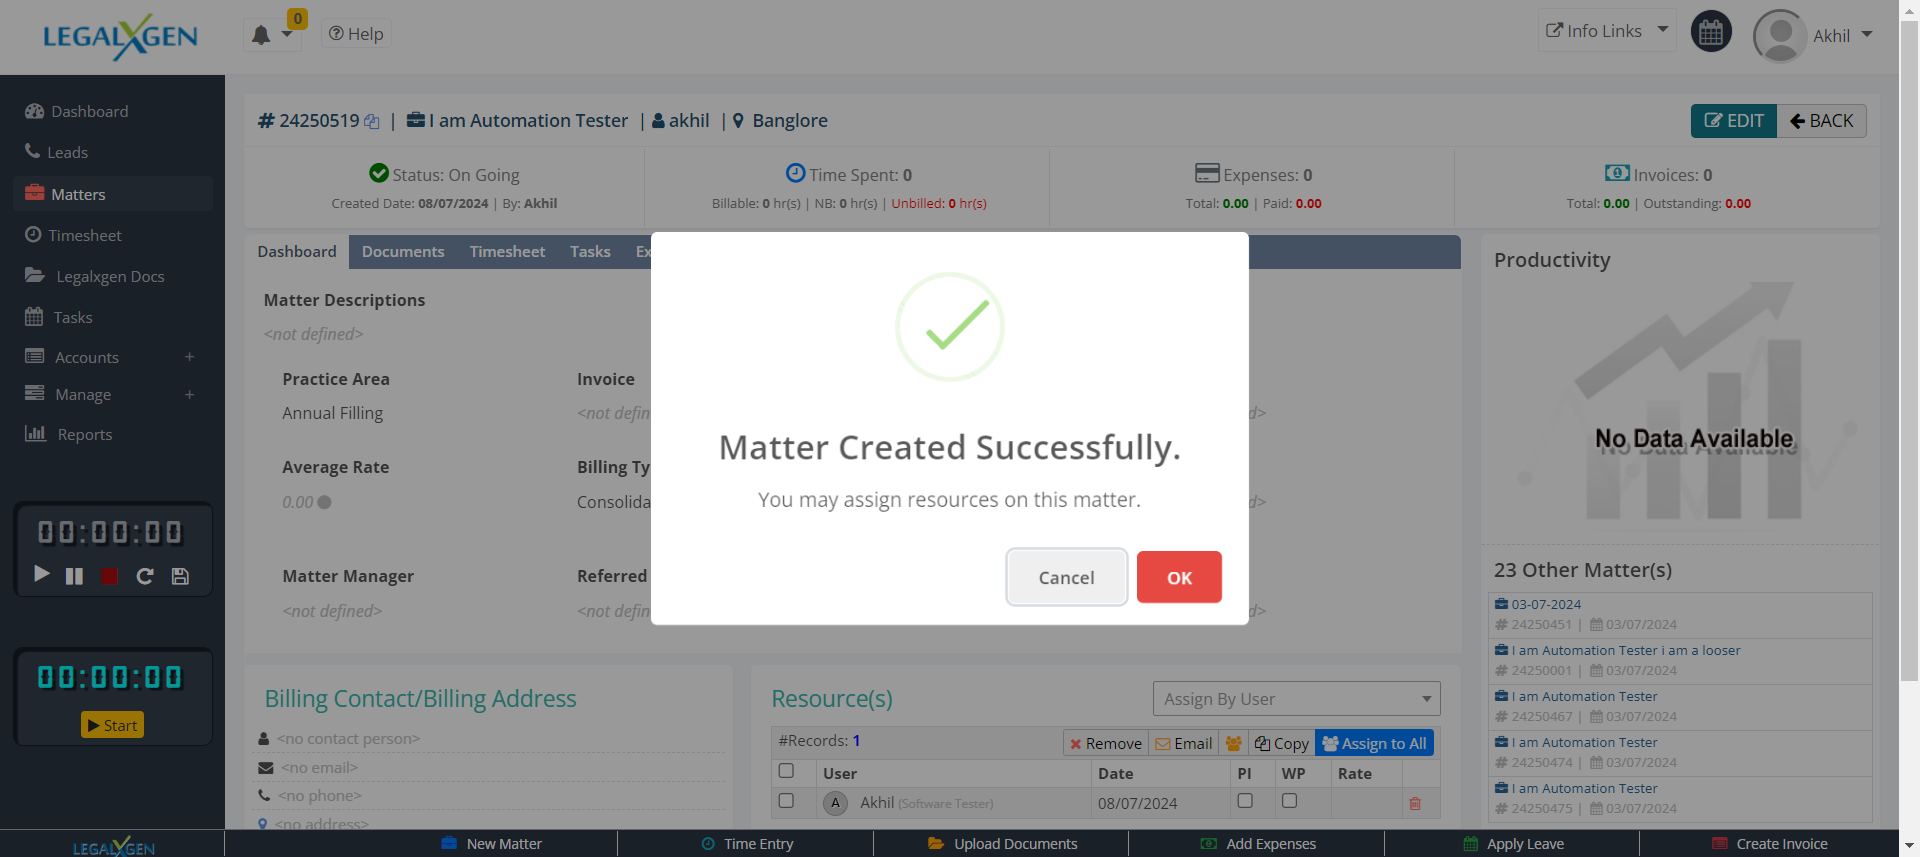 LEGALXGEN
0
Help
Info Links
Akhil
Dashboard
Leads
Matters
Timesheet
Legalxgen Docs
Tasks
Accounts +
Manage +
Reports
00:00:00
00:00:00
Start
# 24250519 | I am Automation Tester | akhil | Banglore
EDIT
BACK
Status: On Going
Created Date: 08/07/2024 | By: Akhil
Time Spent: 0
Billable: 0 hr(s) | NB: 0 hr(s) | Unbilled: 0 hr(s)
Expenses: 0
Total: 0.00 | Paid: 0.00
Invoices: 0
Total: 0.00 | Outstanding: 0.00
Dashboard Documents Timesheet Tasks Ex
Matter Descriptions
<not defined>
Practice Area
Annual Filling
Invoice
<not defin
d>
Average Rate
0.00
Billing Ty
Consolida
d>
Matter Manager
<not defined>
Referred
<not defin
d>
Matter Created Successfully.
You may assign resources on this matter.
Cancel
OK
Productivity
No Data Available
23 Other Matter(s)
03-07-2024
# 24250451 | 03/07/2024
I am Automation Tester i am a looser
# 24250001 | 03/07/2024
I am Automation Tester
# 24250467 | 03/07/2024
I am Automation Tester
# 24250474 | 03/07/2024
I am Automation Tester
# 24250475 | 03/07/2024
Billing Contact/Billing Address
<no contact person>
<no email>
<no phone>
<no address>
Resource(s)
Assign By User
#Records: 1
Remove
Email
Copy
Assign to All
User Date PI WP Rate
A Akhil (Software Tester) 08/07/2024
LEGALXGEN
New Matter
Time Entry
Upload Documents
Add Expenses
Apply Leave
Create Invoice